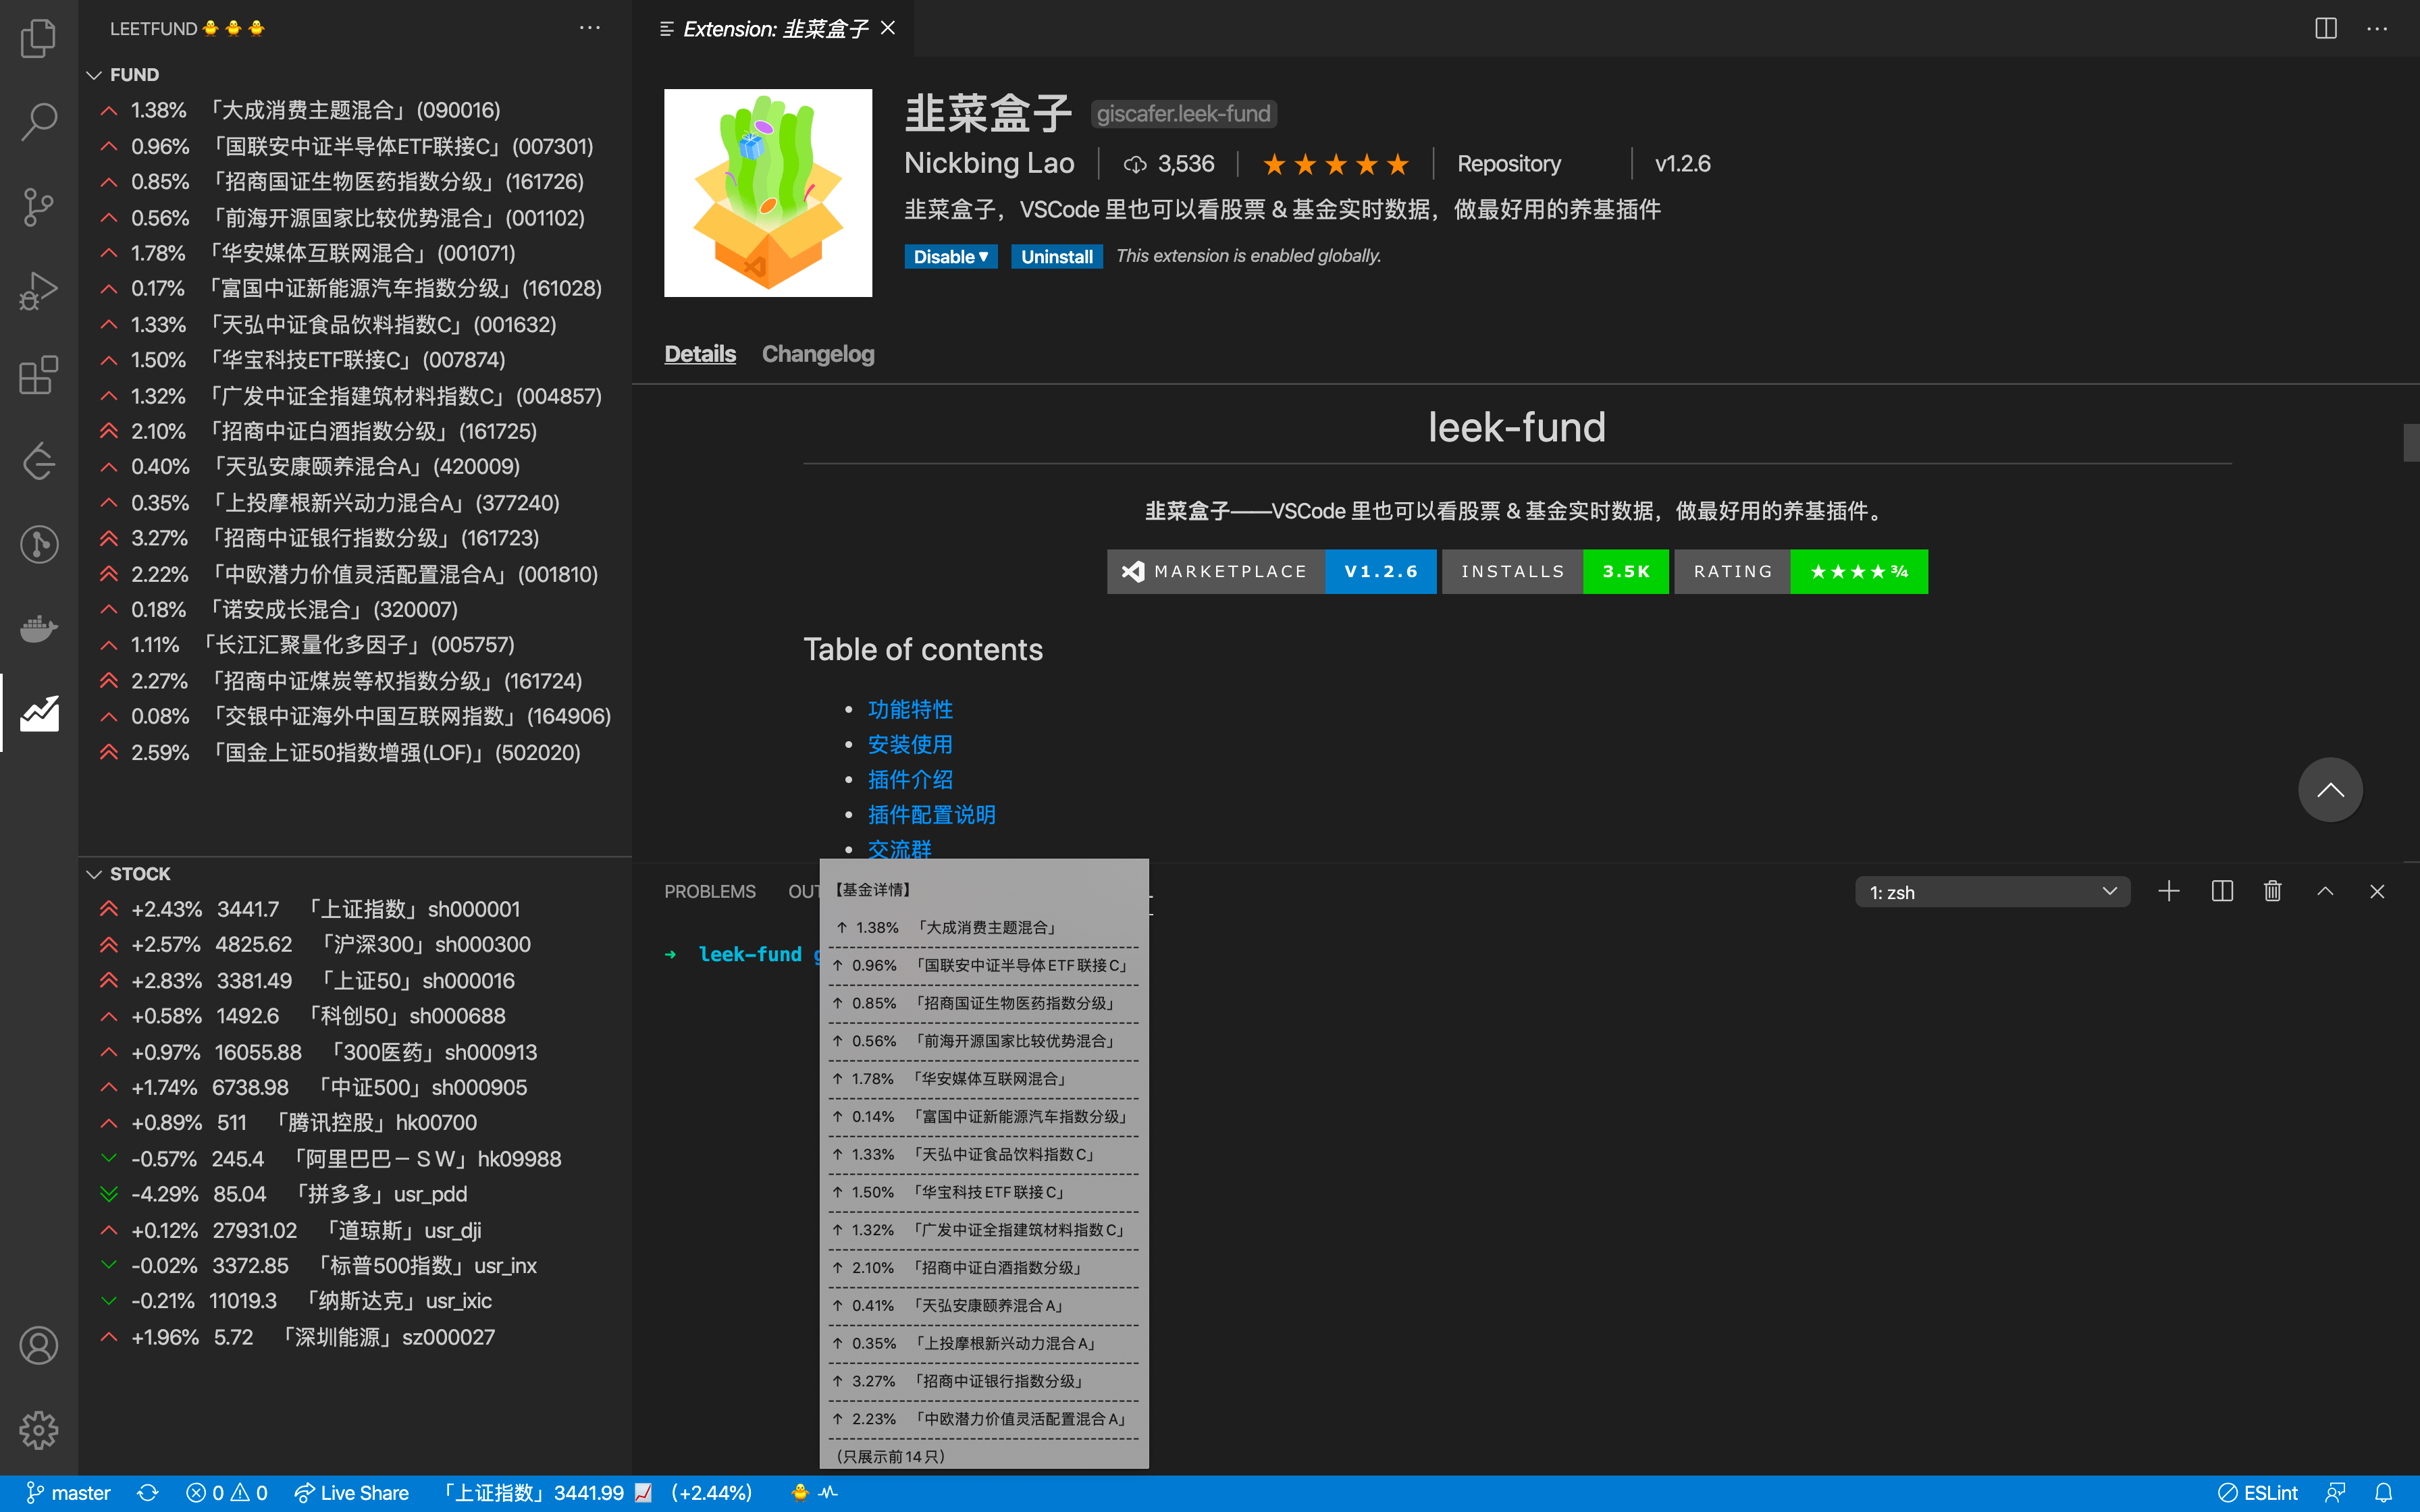 LEETFUND🐥🐥🐥
FUND
1.38% 「大成消费主题混合」(090016)
0.96% 「国联安中证半导体ETF联接C」(007301)
0.85% 「招商国证生物医药指数分级」(161726)
0.56% 「前海开源国家比较优势混合」(001102)
1.78% 「华安媒体互联网混合」(001071)
0.17% 「富国中证新能源汽车指数分级」(161028)
1.33% 「天弘中证食品饮料指数C」(001632)
1.50% 「华宝科技ETF联接C」(007874)
1.32% 「广发中证全指建筑材料指数C」(004857)
2.10% 「招商中证白酒指数分级」(161725)
0.40% 「天弘安康颐养混合A」(420009)
0.35% 「上投摩根新兴动力混合A」(377240)
3.27% 「招商中证银行指数分级」(161723)
2.22% 「中欧潜力价值灵活配置混合A」(001810)
0.18% 「诺安成长混合」(320007)
1.11% 「长江汇聚量化多因子」(005757)
2.27% 「招商中证煤炭等权指数分级」(161724)
0.08% 「交银中证海外中国互联网指数」(164906)
2.59% 「国金上证50指数增强(LOF)」(502020)
STOCK
+2.43% 3441.7 「上证指数」sh000001
+2.57% 4825.62 「沪深300」sh000300
+2.83% 3381.49 「上证50」sh000016
+0.58% 1492.6 「科创50」sh000688
+0.97% 16055.88 「300医药」sh000913
+1.74% 6738.98 「中证500」sh000905
+0.89% 511 「腾讯控股」hk00700
-0.57% 245.4 「阿里巴巴－ＳＷ」hk09988
-4.29% 85.04 「拼多多」usr_pdd
+0.12% 27931.02 「道琼斯」usr_dji
-0.02% 3372.85 「标普500指数」usr_inx
-0.21% 11019.3 「纳斯达克」usr_ixic
+1.96% 5.72 「深圳能源」sz000027
Extension: 韭菜盒子
韭菜盒子 giscafer.leek-fund
Nickbing Lao 3,536 ★★★★★ Repository v1.2.6
韭菜盒子，VSCode 里也可以看股票 & 基金实时数据，做最好用的养基插件
Disable▾ Uninstall This extension is enabled globally.
Details Changelog
leek-fund
韭菜盒子——VSCode 里也可以看股票 & 基金实时数据，做最好用的养基插件。
MARKETPLACE V1.2.6 INSTALLS 3.5K RATING ★★★★¾
Table of contents
• 功能特性
• 安装使用
• 插件介绍
• 插件配置说明
• 交流群
PROBLEMS OUT 1: zsh
➜ leek-fund g
【基金详情】
↑ 1.38% 「大成消费主题混合」
↑ 0.96% 「国联安中证半导体ETF联接C」
↑ 0.85% 「招商国证生物医药指数分级」
↑ 0.56% 「前海开源国家比较优势混合」
↑ 1.78% 「华安媒体互联网混合」
↑ 0.14% 「富国中证新能源汽车指数分级」
↑ 1.33% 「天弘中证食品饮料指数C」
↑ 1.50% 「华宝科技ETF联接C」
↑ 1.32% 「广发中证全指建筑材料指数C」
↑ 2.10% 「招商中证白酒指数分级」
↑ 0.41% 「天弘安康颐养混合A」
↑ 0.35% 「上投摩根新兴动力混合A」
↑ 3.27% 「招商中证银行指数分级」
↑ 2.23% 「中欧潜力价值灵活配置混合A」
（只展示前14只）
master 0 0 Live Share 「上证指数」3441.99 📈 （+2.44%） 🐥 ESLint